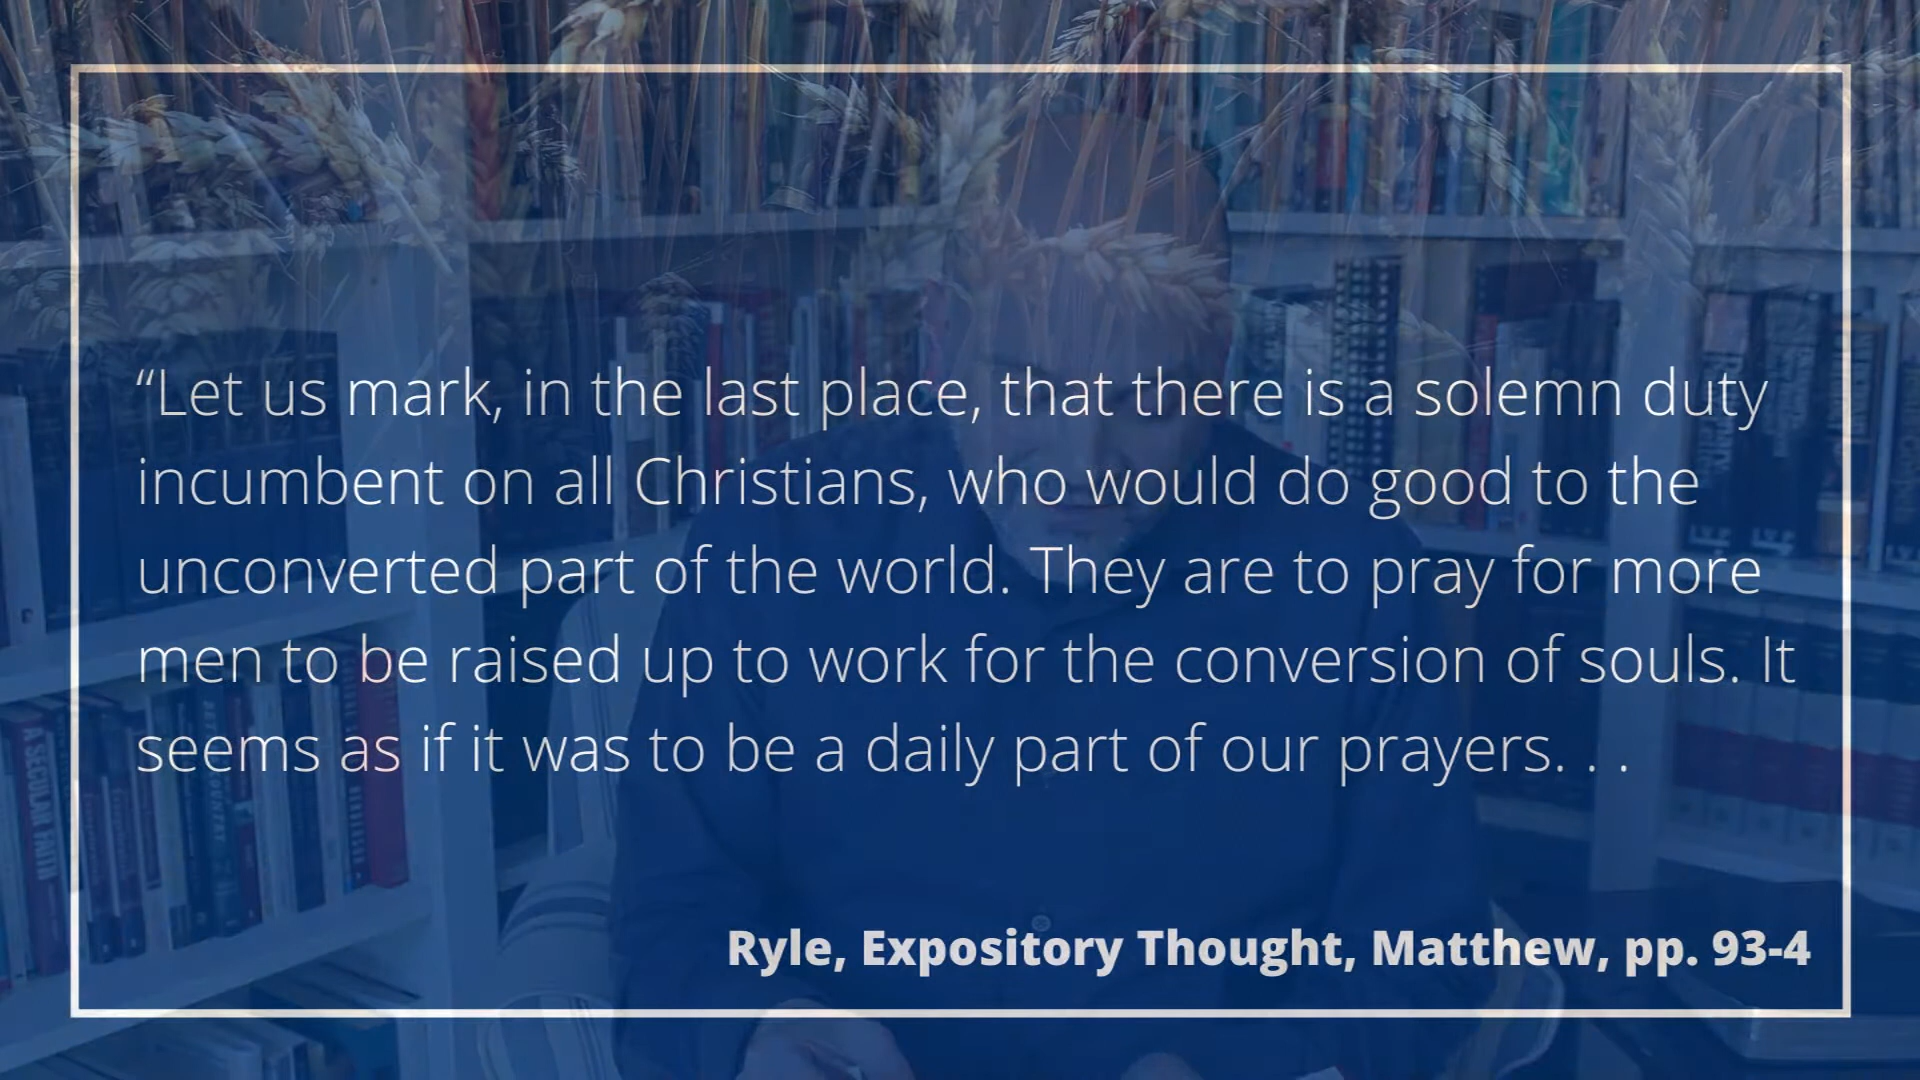 “Let us mark, in the last place, that there is a solemn duty
incumbent on all Christians, who would do good to the
unconverted part of the world. They are to pray for more
men to be raised up to work for the conversion of souls. It
seems as if it was to be a daily part of our prayers. . .
Ryle, Expository Thought, Matthew, pp. 93-4
A SECULAR FAITH